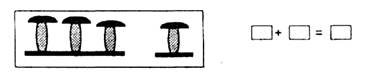 □ + □ = □